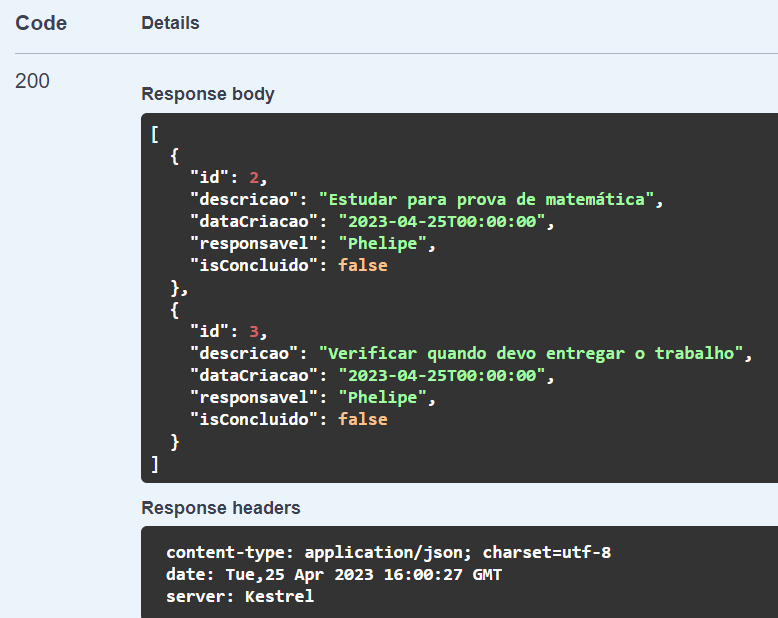 Code Details
200
Response body
[
{
"id": 2,
"descricao": "Estudar para prova de matemática",
"dataCriacao": "2023-04-25T00:00:00",
"responsavel": "Phelipe",
"isConcluido": false
},
{
"id": 3,
"descricao": "Verificar quando devo entregar o trabalho",
"dataCriacao": "2023-04-25T00:00:00",
"responsavel": "Phelipe",
"isConcluido": false
}
]
Response headers
content-type: application/json; charset=utf-8
date: Tue,25 Apr 2023 16:00:27 GMT
server: Kestrel